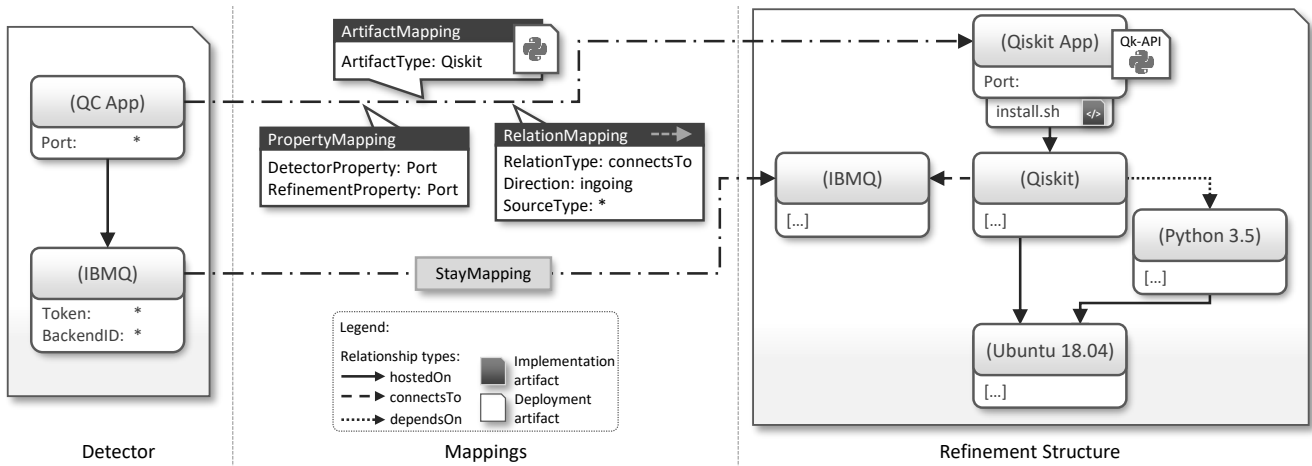 (QC App)
Port: *
(IBMQ)
Token: *
BackendID: *
Detector
ArtifactMapping
ArtifactType: Qiskit
PropertyMapping
DetectorProperty: Port
RefinementProperty: Port
RelationMapping
RelationType: connectsTo
Direction: ingoing
SourceType: *
StayMapping
Legend:
Relationship types:
hostedOn
connectsTo
dependsOn
Implementation
artifact
Deployment
artifact
Mappings
(Qiskit App)
Port:
Qk-API
install.sh
</>
(IBMQ)
[...]
(Qiskit)
[...]
(Python 3.5)
[...]
(Ubuntu 18.04)
[...]
Refinement Structure